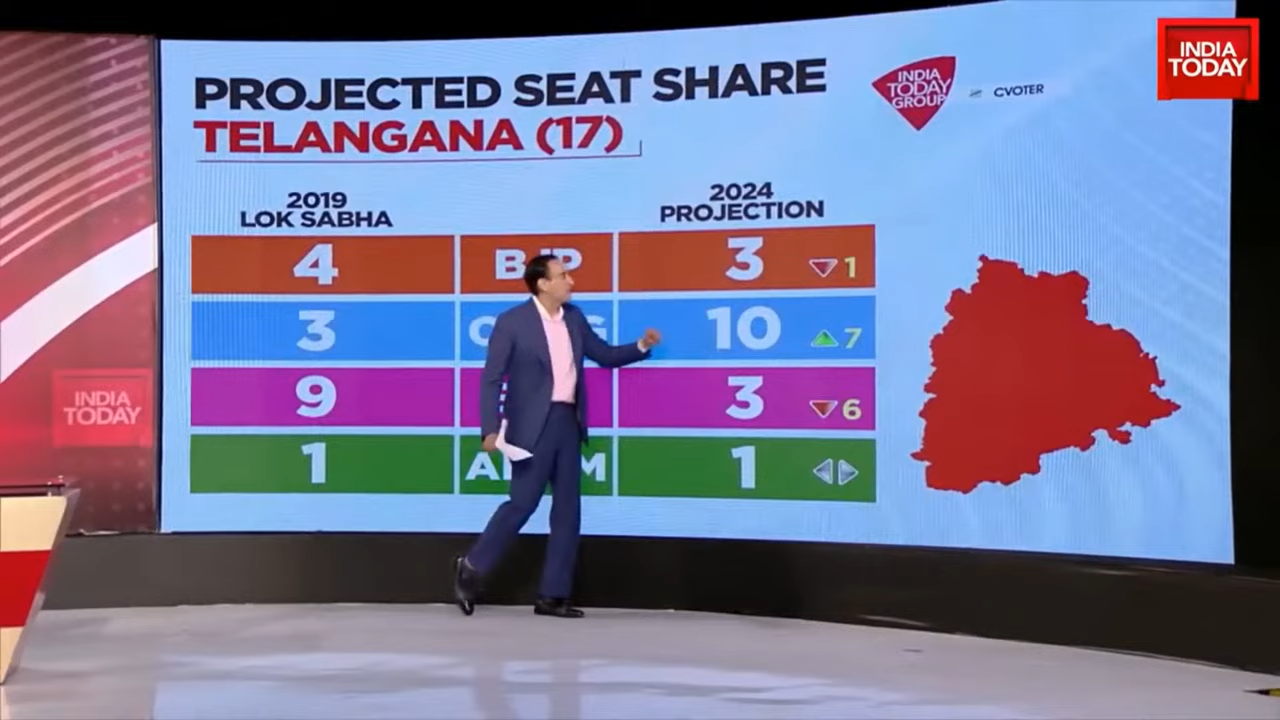 PROJECTED SEAT SHARE
TELANGANA (17)
INDIA
TODAY
GROUP
CVOTER
INDIA
TODAY
2019
LOK SABHA
2024
PROJECTION
4 3 1
3 10 7
9 3 6
1 1
INDIA
TODAY